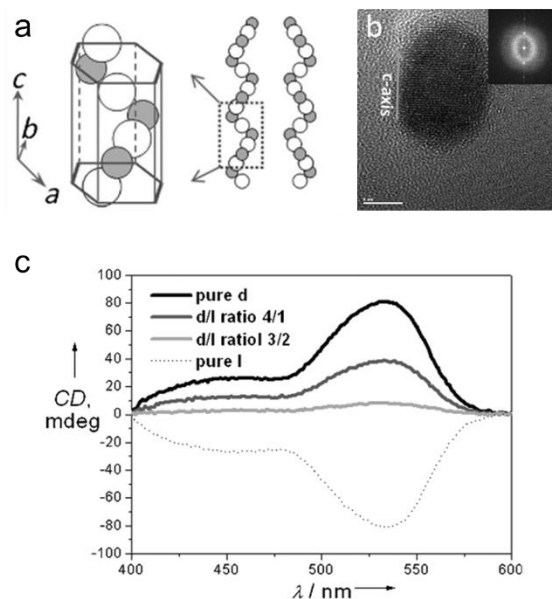 a
c
b
a
b
c-axis
c
100
80
60
40
20
0
-20
-40
-60
-80
-100
CD,
mdeg
pure d
d/l ratio 4/1
d/l ratiol 3/2
pure l
400
450
500
550
600
λ / nm